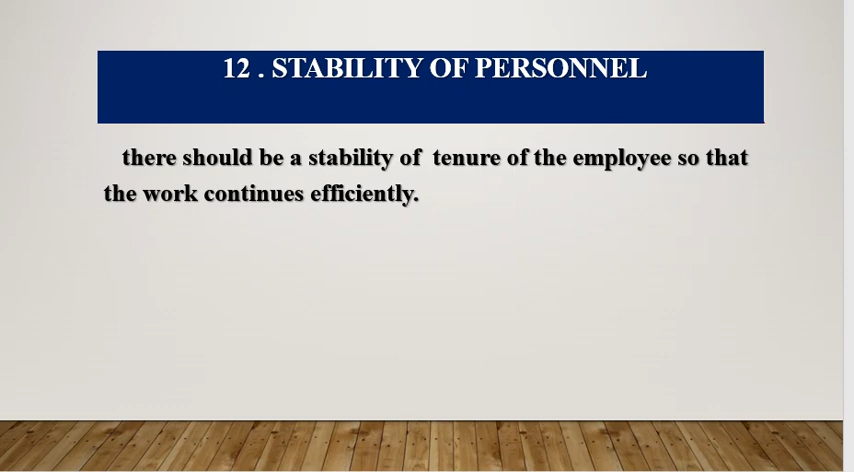 12 . STABILITY OF PERSONNEL
there should be a stability of  tenure of the employee so that
the work continues efficiently.